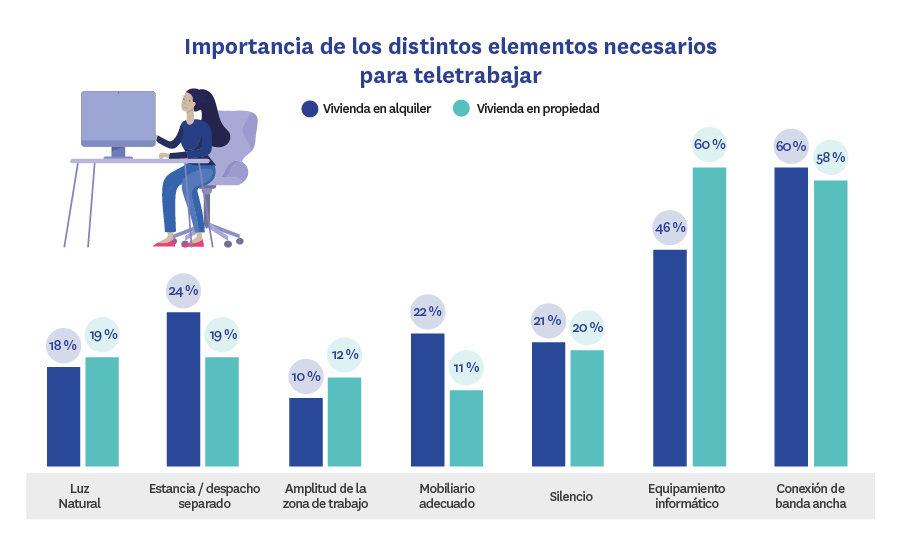 Importancia de los distintos elementos necesarios
para teletrabajar
Vivienda en alquiler
Vivienda en propiedad
18 %
19 %
24 %
19 %
10 %
12 %
22 %
11 %
21 %
20 %
46 %
60 %
60 %
58 %
Luz
Natural
Estancia / despacho
separado
Amplitud de la
zona de trabajo
Mobiliario
adecuado
Silencio
Equipamiento
informático
Conexión de
banda ancha